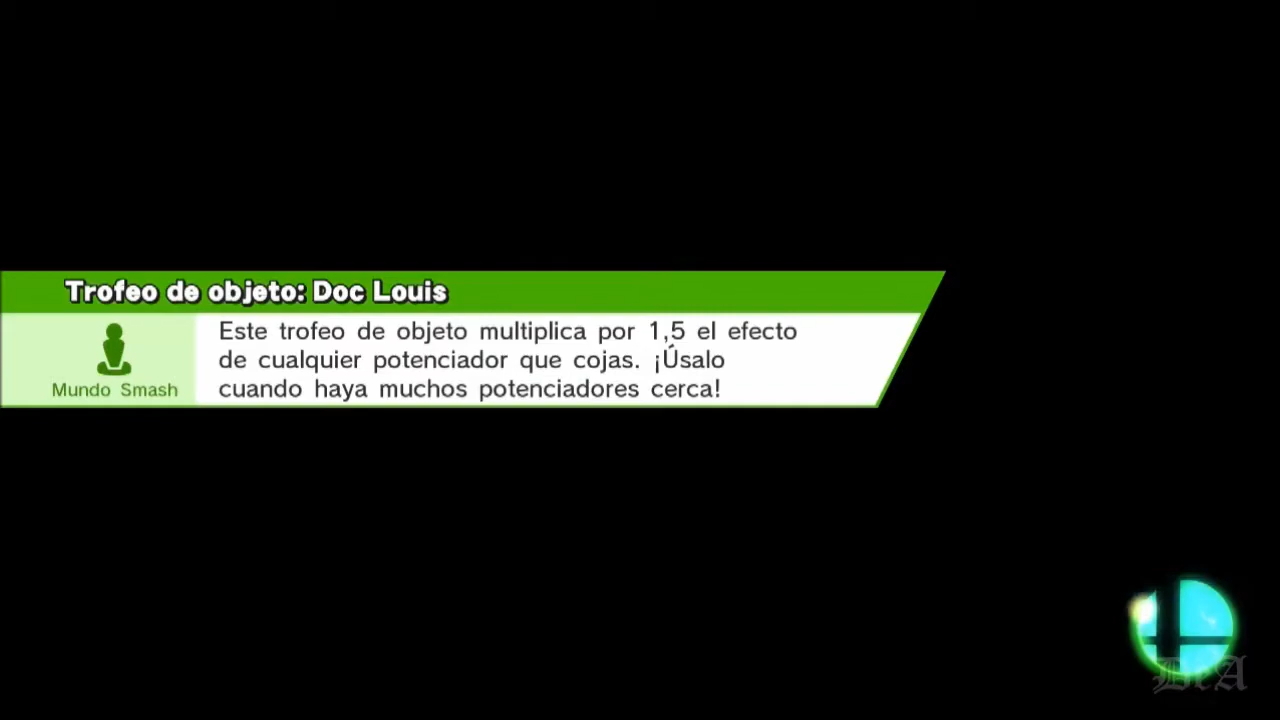 Trofeo de objeto: Doc Louis
Este trofeo de objeto multiplica por 1,5 el efecto
de cualquier potenciador que cojas. ¡Úsalo
cuando haya muchos potenciadores cerca!
Mundo Smash
DeA